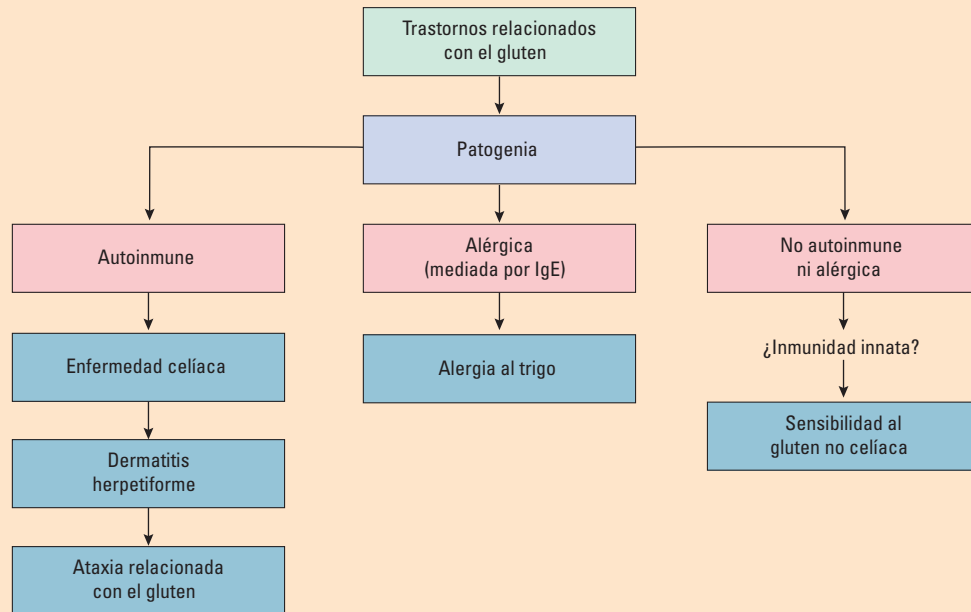 Trastornos relacionados
con el gluten
Patogenia
Autoinmune
Alérgica
(mediada por IgE)
No autoinmune
ni alérgica
Enfermedad celíaca
Alergia al trigo
¿Inmunidad innata?
Sensibilidad al
gluten no celíaca
Dermatitis
herpetiforme
Ataxia relacionada
con el gluten